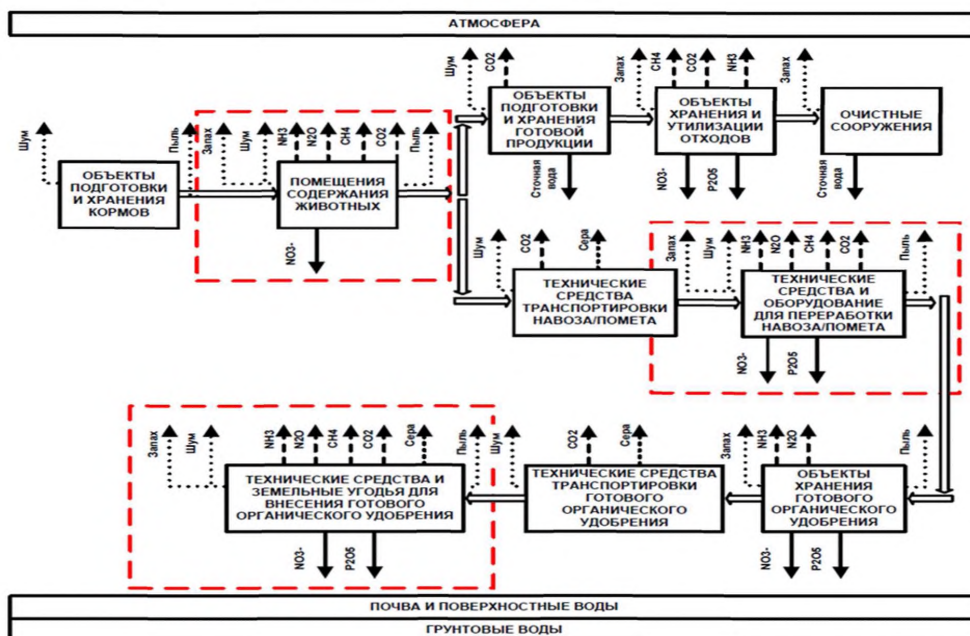 АТМОСФЕРА
Шум
CO2
Запах
CH4
CO2
NH3
Запах
ОБЪЕКТЫ
ПОДГОТОВКИ
И ХРАНЕНИЯ
ГОТОВОЙ
ПРОДУКЦИИ
ОБЪЕКТЫ
ХРАНЕНИЯ И
УТИЛИЗАЦИИ
ОТХОДОВ
ОЧИСТНЫЕ
СООРУЖЕНИЯ
Сточная
вода
NO3-
P2O5
Сточная
вода
Шум
Пыль
Запах
Шум
NH3
N2O
CH4
CO2
Пыль
ОБЪЕКТЫ
ПОДГОТОВКИ
И ХРАНЕНИЯ
КОРМОВ
ПОМЕЩЕНИЯ
СОДЕРЖАНИЯ
ЖИВОТНЫХ
NO3-
Шум
CO2
Сера
Запах
Шум
NH3
N2O
CH4
CO2
Пыль
ТЕХНИЧЕСКИЕ
СРЕДСТВА
ТРАНСПОРТИРОВКИ
НАВОЗА/ПОМЕТА
ТЕХНИЧЕСКИЕ
СРЕДСТВА И
ОБОРУДОВАНИЕ
ДЛЯ ПЕРЕРАБОТКИ
НАВОЗА/ПОМЕТА
NO3-
P2O5
Запах
Шум
NH3
N2O
CH4
CO2
Сера
Пыль
Шум
CO2
Сера
Запах
NH3
N2O
Пыль
ТЕХНИЧЕСКИЕ СРЕДСТВА И
ЗЕМЕЛЬНЫЕ УГОДЬЯ ДЛЯ
ВНЕСЕНИЯ ГОТОВОГО
ОРГАНИЧЕСКОГО УДОБРЕНИЯ
ТЕХНИЧЕСКИЕ СРЕДСТВА
ТРАНСПОРТИРОВКИ
ГОТОВОГО
ОРГАНИЧЕСКОГО
УДОБРЕНИЯ
ОБЪЕКТЫ
ХРАНЕНИЯ
ГОТОВОГО
ОРГАНИЧЕСКОГО
УДОБРЕНИЯ
NO3-
P2O5
NO3-
P2O5
ПОЧВА И ПОВЕРХНОСТНЫЕ ВОДЫ
ГРУНТОВЫЕ ВОДЫ